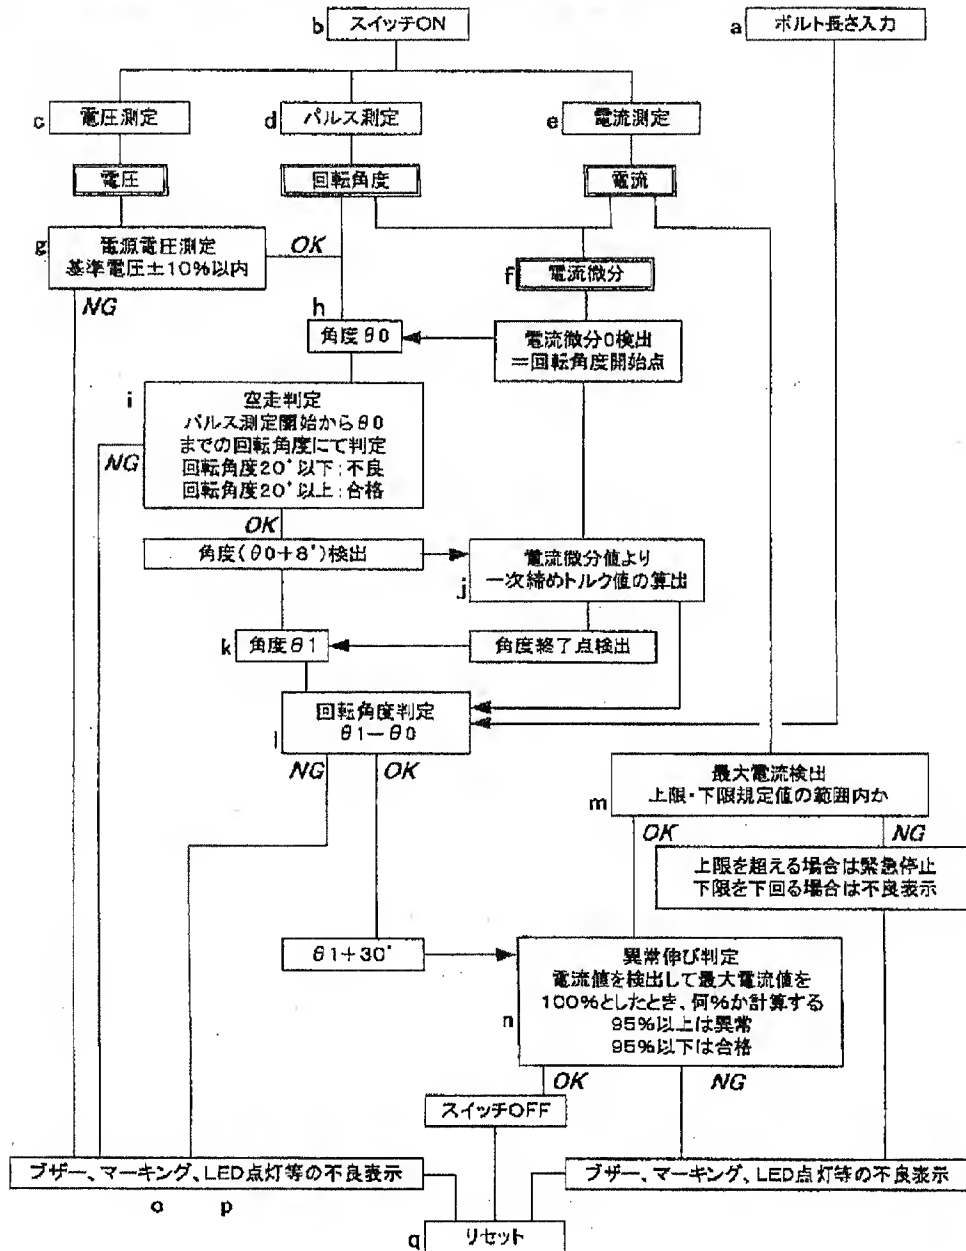 b スイッチON
a ボルト長さ入力
c 電圧測定
d パルス測定
e 電流測定
電圧
回転角度
電流
g 電源電圧測定
基準電圧±10%以内
OK
NG
f 電流微分
h
角度θ0
電流微分0検出
=回転角度開始点
i 空走判定
パルス測定開始からθ0
までの回転角度にて判定
回転角度20°以下:不良
回転角度20°以上:合格
NG
OK
角度(θ0+8°)検出
電流微分値より
一次締めトルク値の算出
j
k 角度θ1
角度終了点検出
回転角度判定
θ1-θ0
l
NG OK
最大電流検出
上限・下限規定値の範囲内か
m
OK NG
上限を超える場合は緊急停止
下限を下回る場合は不良表示
θ1+30°
異常伸び判定
電流値を検出して最大電流値を
100%としたとき、何%か計算する
95%以上は異常
95%以下は合格
n
OK NG
スイッチOFF
ブザー、マーキング、LED点灯等の不良表示
ブザー、マーキング、LED点灯等の不良表示
o p
q リセット